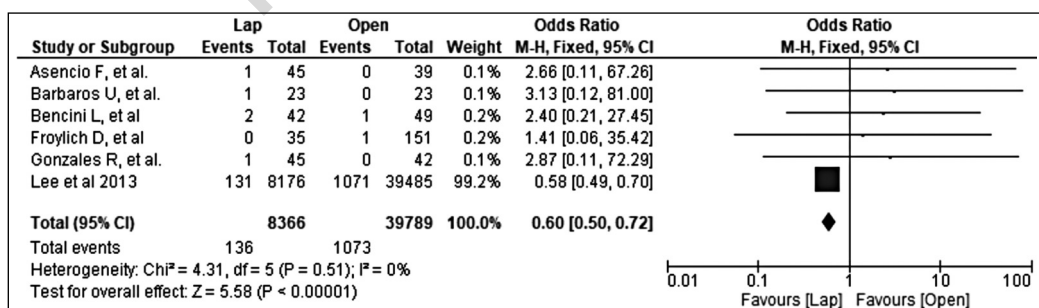 Lap Open Odds Ratio Odds Ratio
Study or Subgroup Events Total Events Total Weight M-H, Fixed, 95% CI M-H, Fixed, 95% CI
Asencio F, et al. 1 45 0 39 0.1% 2.66 [0.11, 67.26]
Barbaros U, et al. 1 23 0 23 0.1% 3.13 [0.12, 81.00]
Bencini L, et al 2 42 1 49 0.2% 2.40 [0.21, 27.45]
Froylich D, et al 0 35 1 151 0.2% 1.41 [0.06, 35.42]
Gonzales R, et al. 1 45 0 42 0.1% 2.87 [0.11, 72.29]
Lee et al 2013 131 8176 1071 39485 99.2% 0.58 [0.49, 0.70]
Total (95% CI) 8366 39789 100.0% 0.60 [0.50, 0.72]
Total events 136 1073
Heterogeneity: Chi² = 4.31, df = 5 (P = 0.51); I² = 0%
Test for overall effect: Z = 5.58 (P < 0.00001)
0.01 0.1 1 10 100
Favours [Lap] Favours [Open]